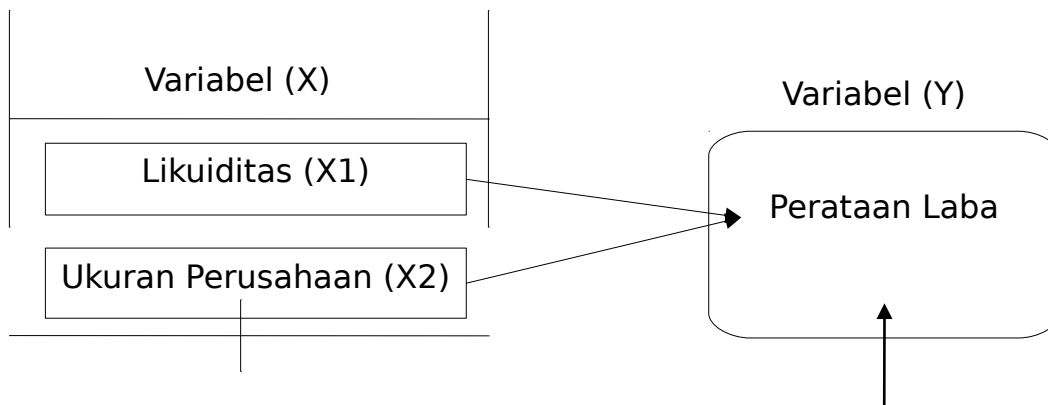 Variabel (X)
Likuiditas (X1)
Ukuran Perusahaan (X2)
Variabel (Y)
Perataan Laba